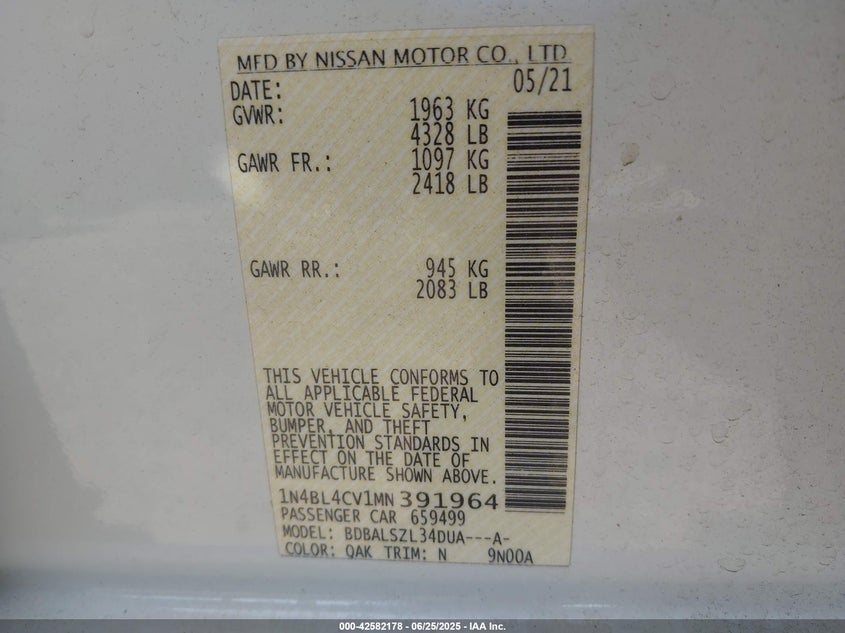 MFD BY NISSAN MOTOR CO., LTD
DATE: 05/21
GVWR: 1963 KG
4328 LB
GAWR FR.: 1097 KG
2418 LB
GAWR RR.: 945 KG
2083 LB
THIS VEHICLE CONFORMS TO
ALL APPLICABLE FEDERAL
MOTOR VEHICLE SAFETY,
BUMPER, AND THEFT
PREVENTION STANDARDS IN
EFFECT ON THE DATE OF
MANUFACTURE SHOWN ABOVE.
1N4BL4CV1MN391964
PASSENGER CAR 659499
MODEL: BDBALSZL34DUA---A-
COLOR: QAK TRIM: N 9N00A
000-42582178 - 06/25/2025 - IAA Inc.